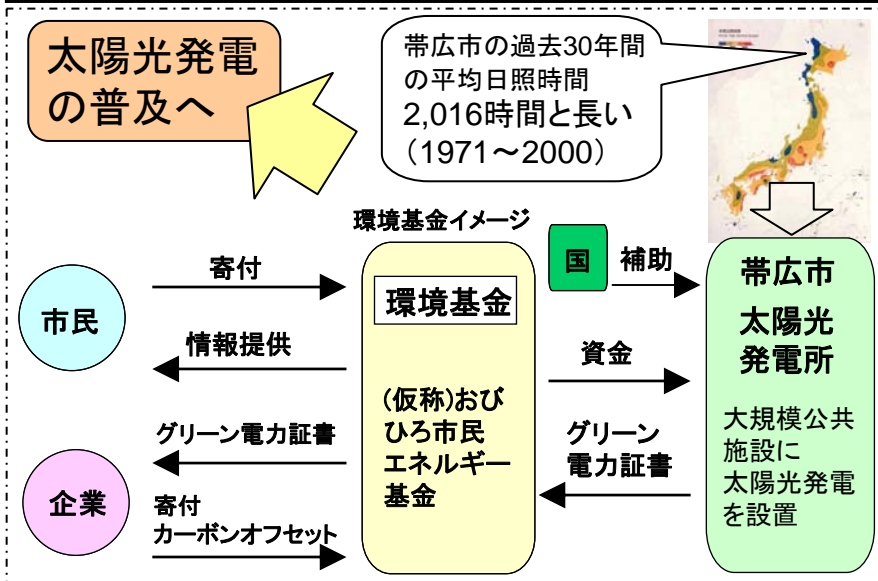 太陽光発電
の普及へ
帯広市の過去30年間
の平均日照時間
2,016時間と長い
（1971～2000）
環境基金イメージ
市民
寄付
情報提供
企業
グリーン電力証書
寄付
カーボンオフセット
環境基金
(仮称)おび
ひろ市民
エネルギー
基金
国
補助
資金
グリーン
電力証書
帯広市
太陽光
発電所
大規模公共
施設に
太陽光発電
を設置